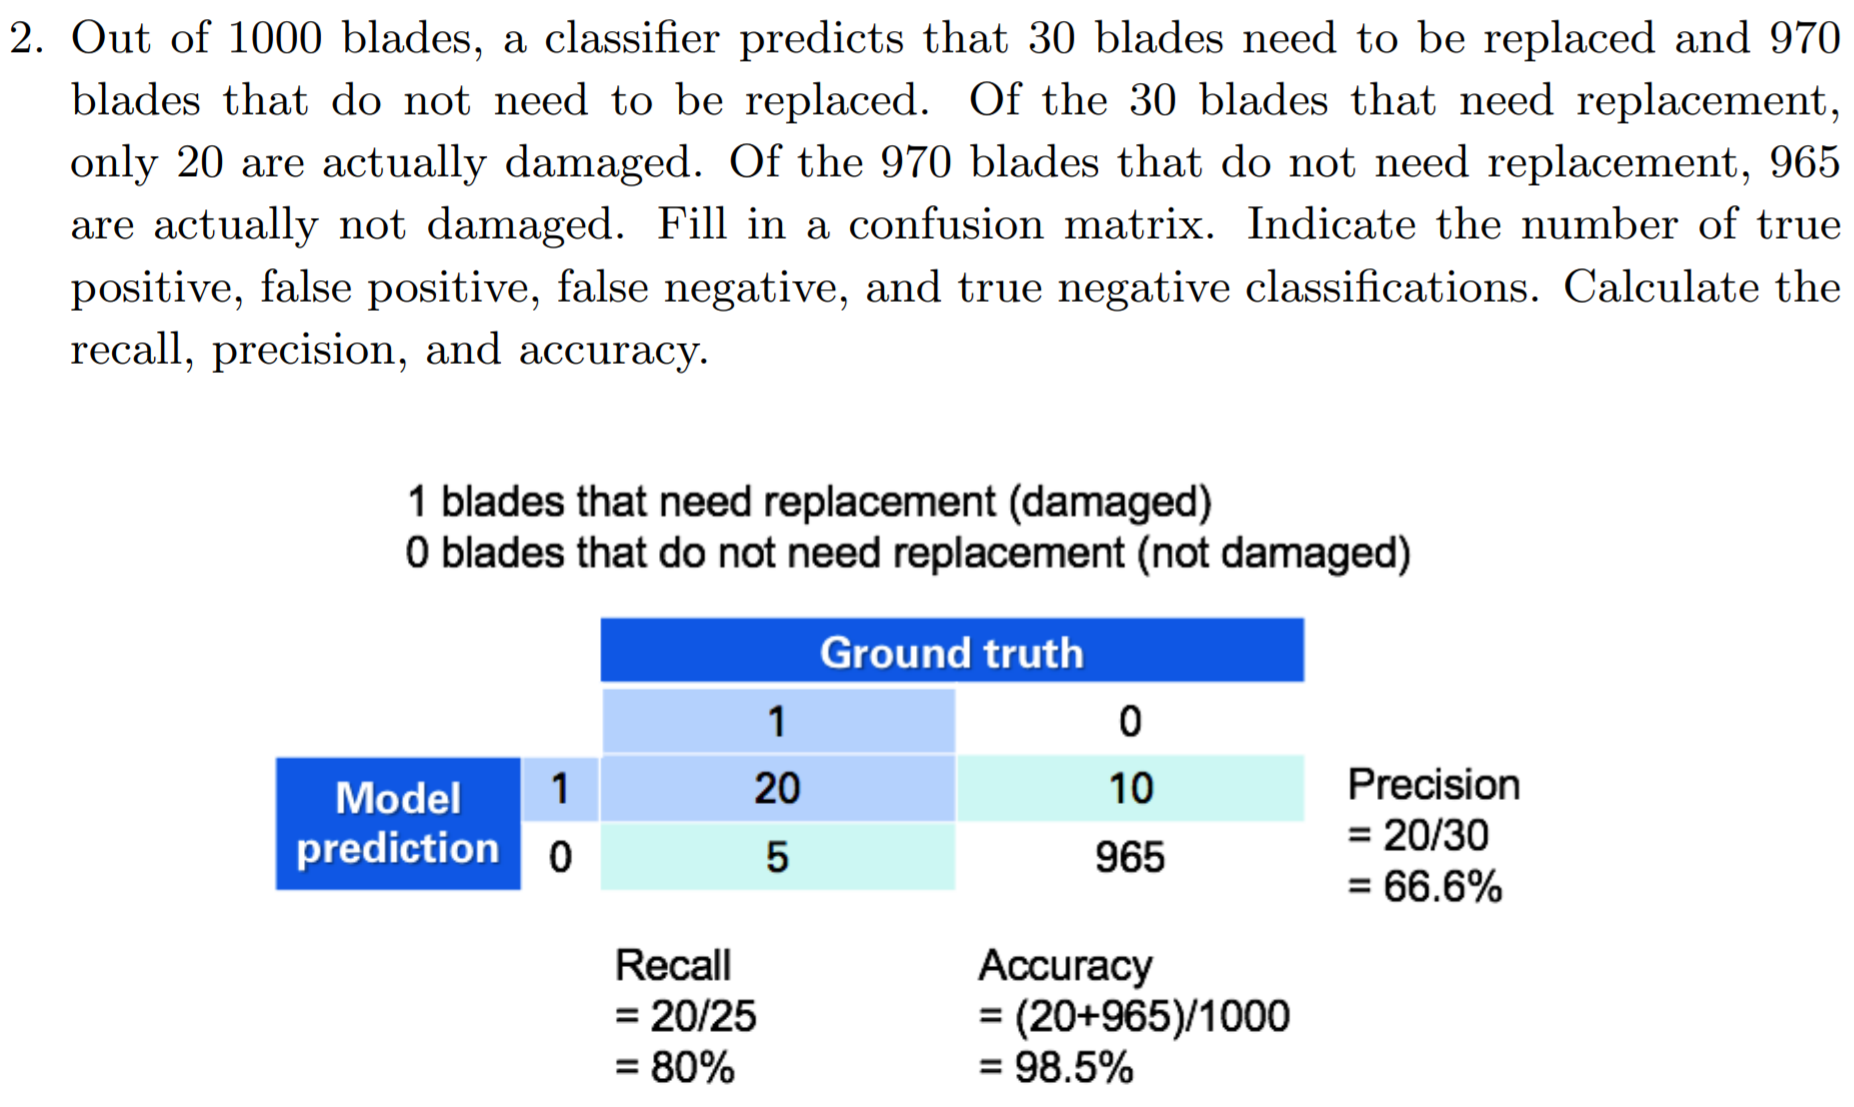 2. Out of 1000 blades, a classifier predicts that 30 blades need to be replaced and 970
blades that do not need to be replaced. Of the 30 blades that need replacement,
only 20 are actually damaged. Of the 970 blades that do not need replacement, 965
are actually not damaged. Fill in a confusion matrix. Indicate the number of true
positive, false positive, false negative, and true negative classifications. Calculate the
recall, precision, and accuracy.
1 blades that need replacement (damaged)
0 blades that do not need replacement (not damaged)
Ground truth
1 0
Model prediction
1 20 10
0 5 965
Precision
= 20/30
= 66.6%
Recall
= 20/25
= 80%
Accuracy
= (20+965)/1000
= 98.5%